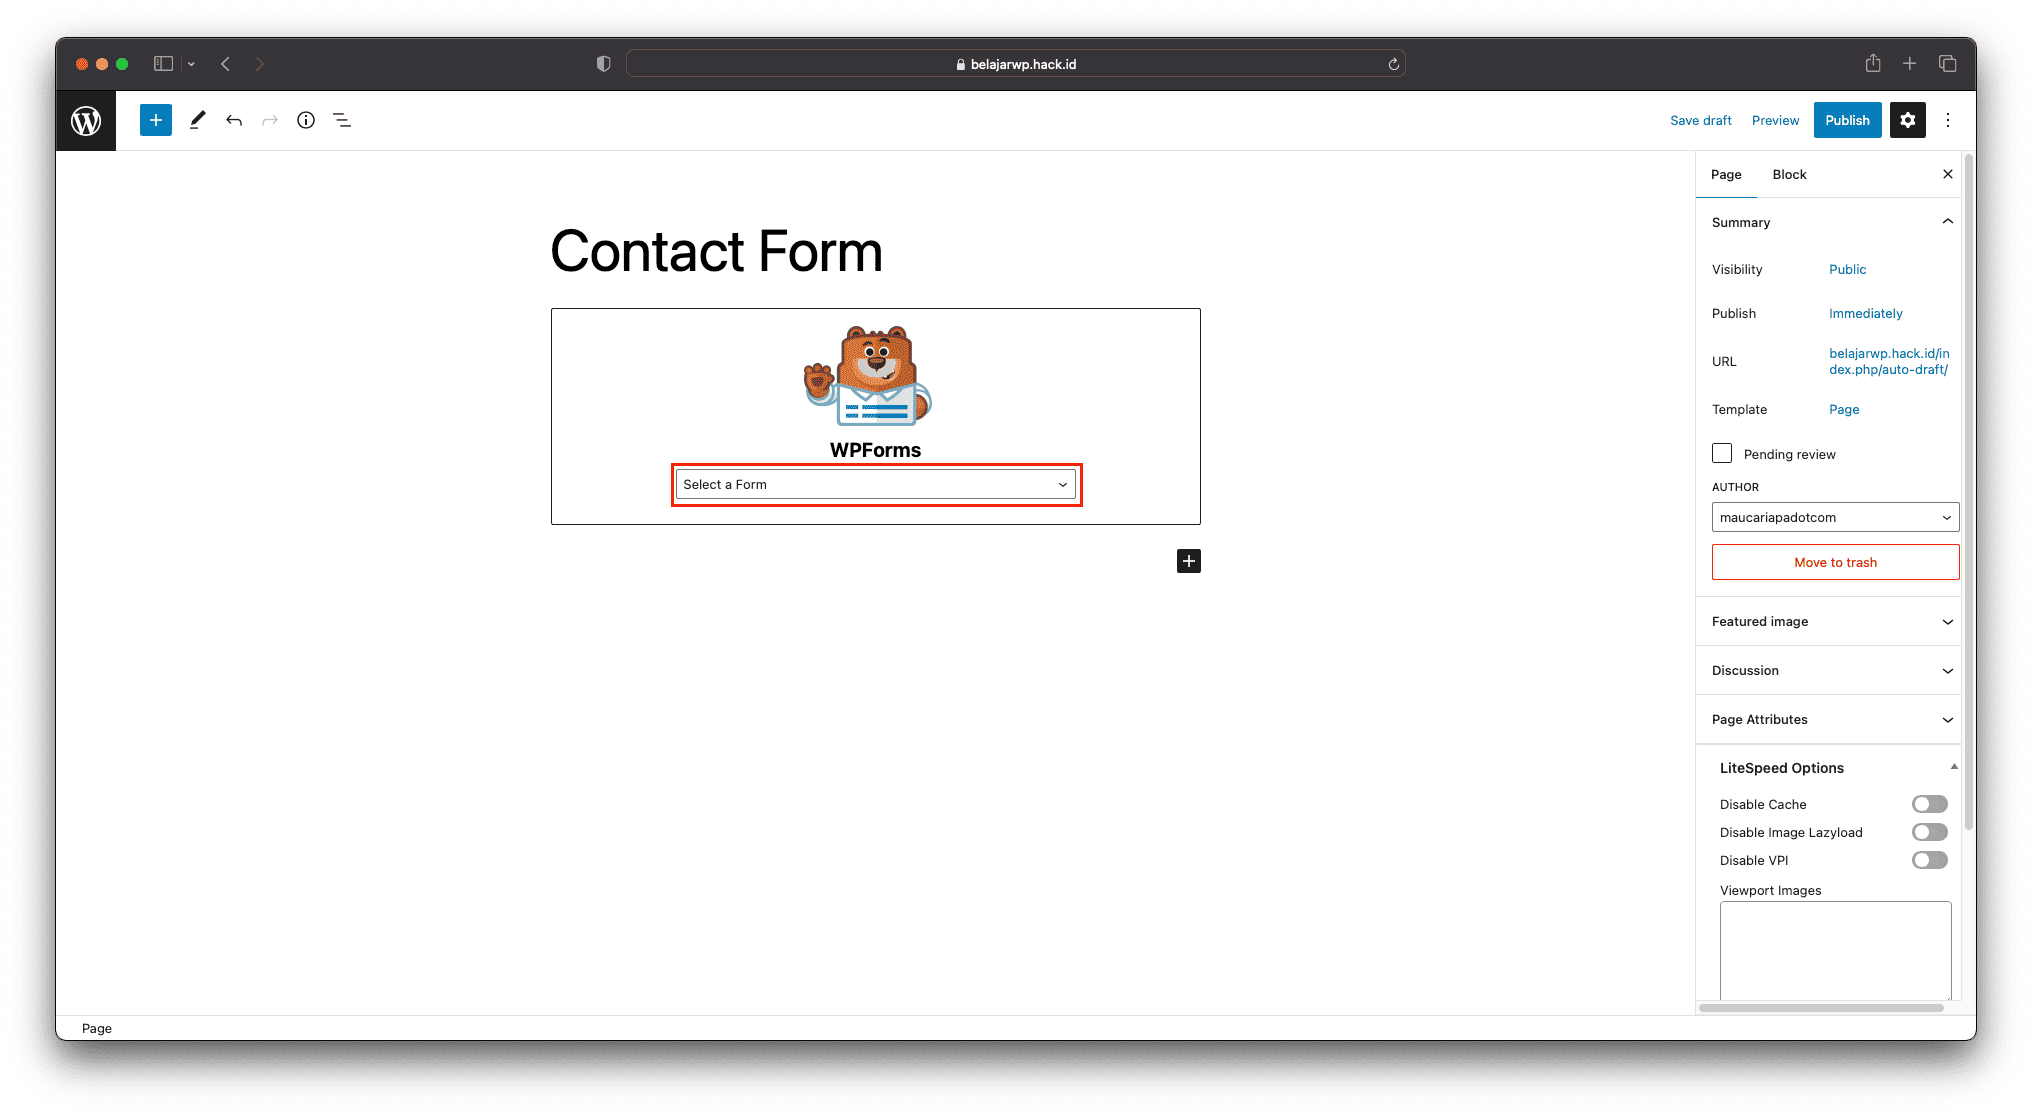 belajarwp.hack.id
Save draft
Preview
Publish
Page
Block
Contact Form
WPForms
Select a Form
Summary
Visibility
Public
Publish
Immediately
URL
belajarwp.hack.id/in
dex.php/auto-draft/
Template
Page
Pending review
AUTHOR
maucariapadotcom
Move to trash
Featured image
Discussion
Page Attributes
LiteSpeed Options
Disable Cache
Disable Image Lazyload
Disable VPI
Viewport Images
Page